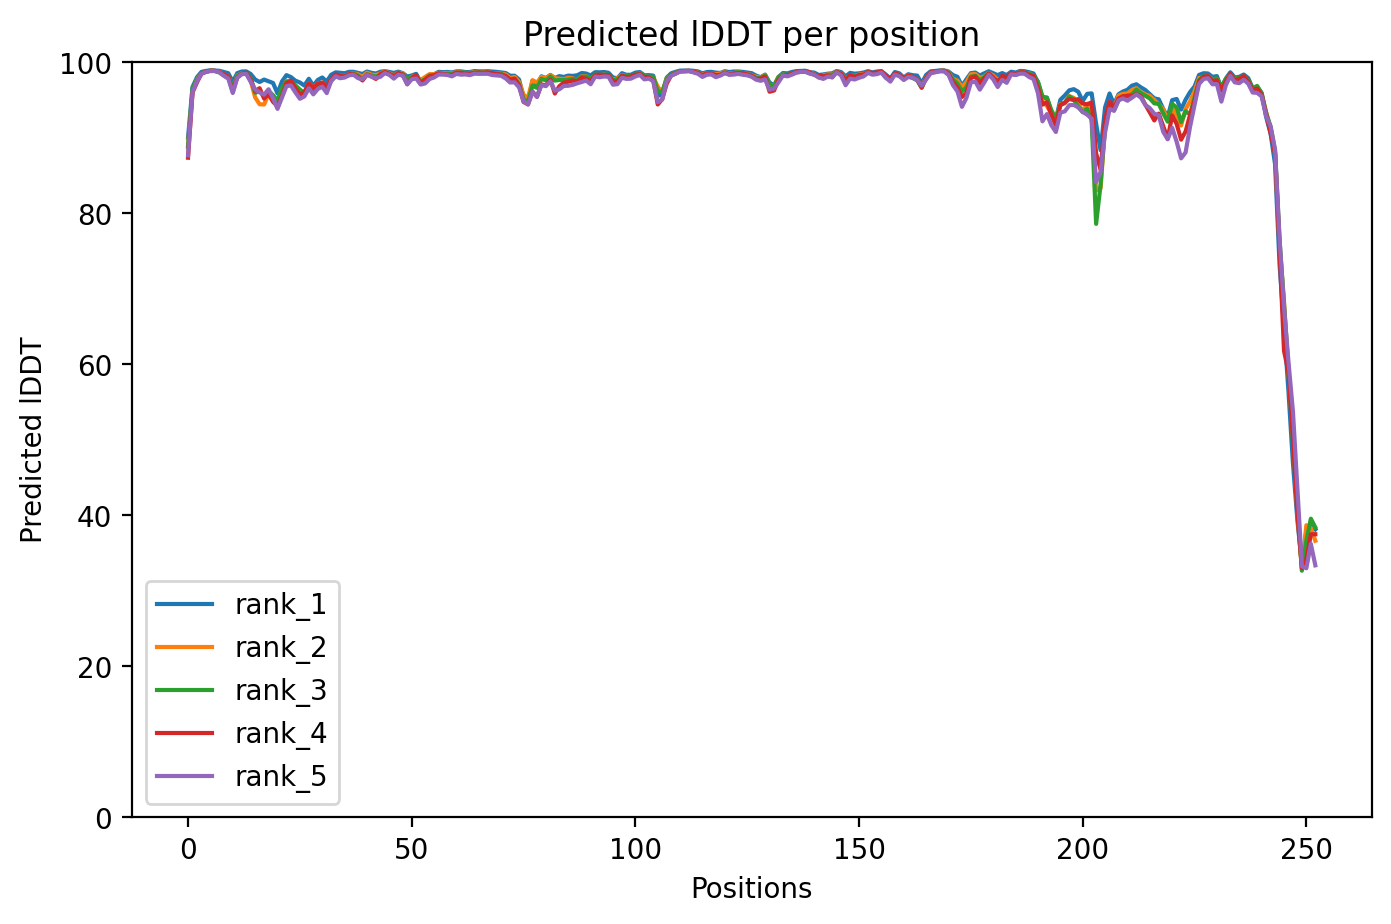 Predicted lDDT per position
100
80
60
40
20
0
Predicted lDDT
rank_1
rank_2
rank_3
rank_4
rank_5
0 50 100 150 200 250
Positions